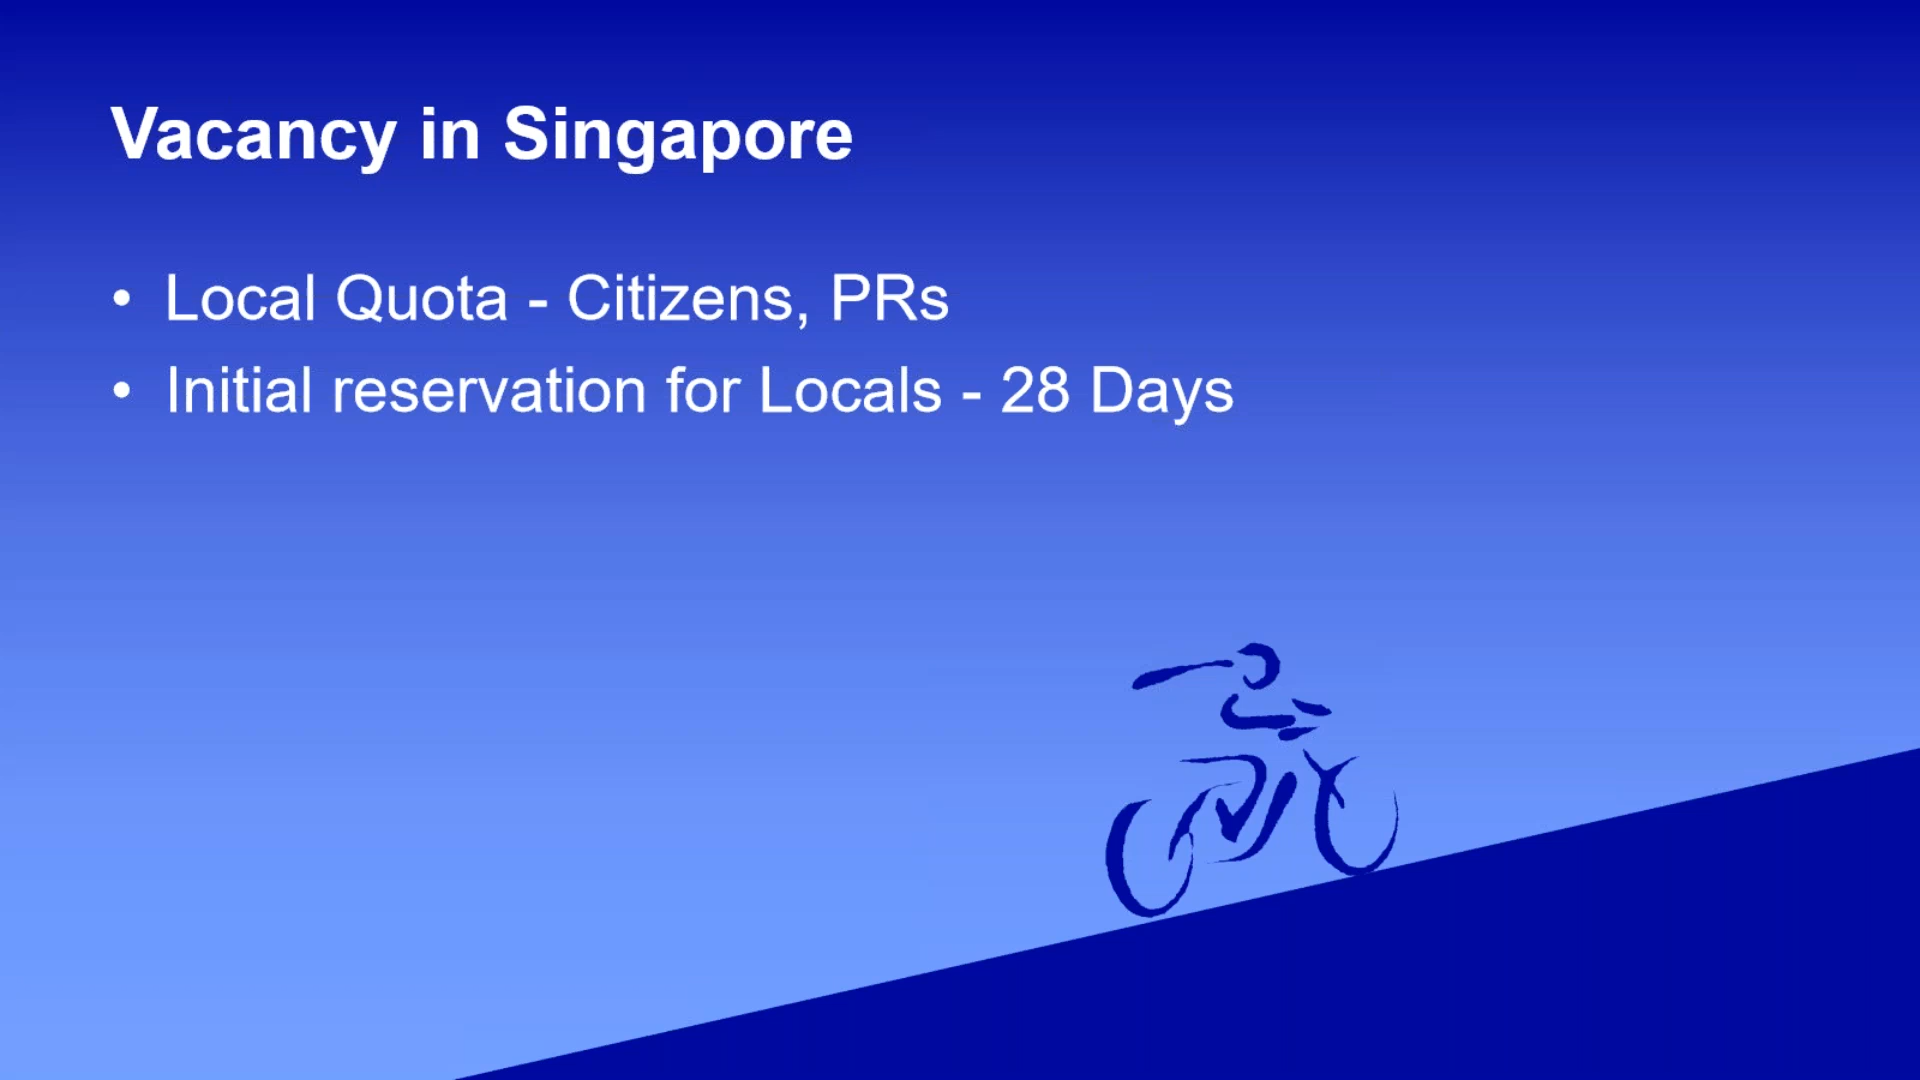 Vacancy in Singapore
• Local Quota - Citizens, PRs
• Initial reservation for Locals - 28 Days